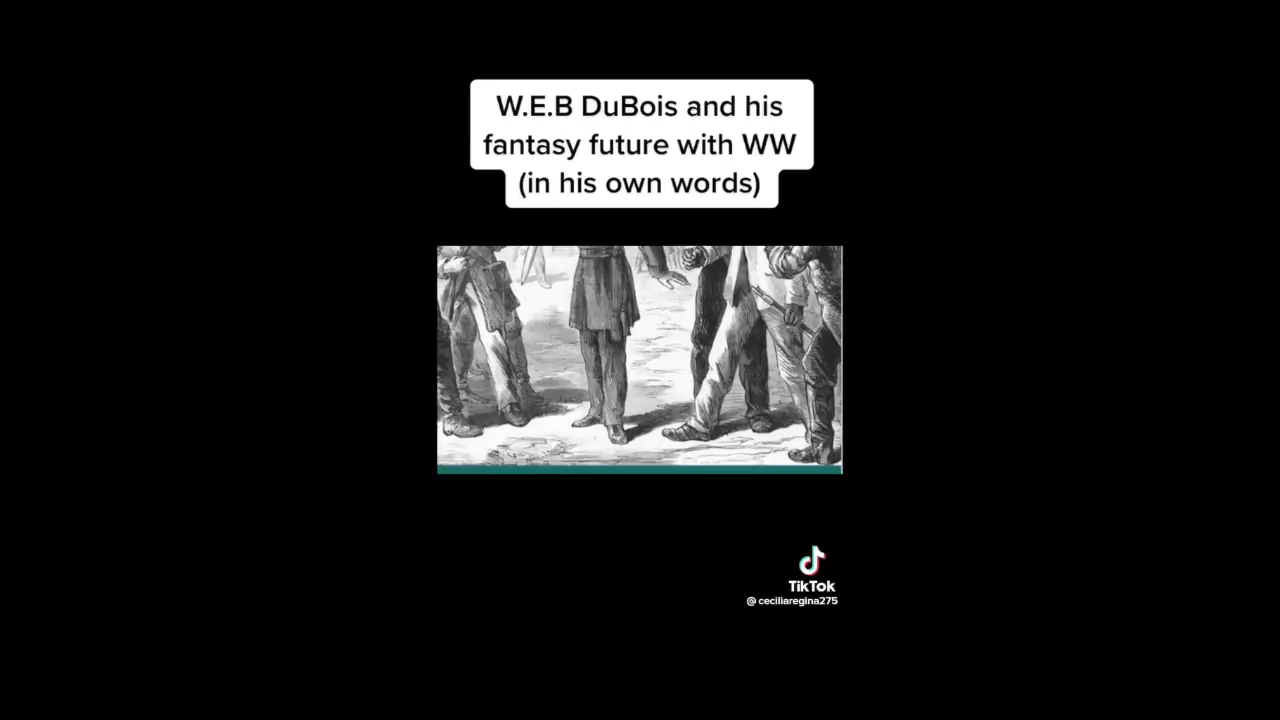 W.E.B DuBois and his
fantasy future with WW
(in his own words)
TikTok
@ ceciliaregina275